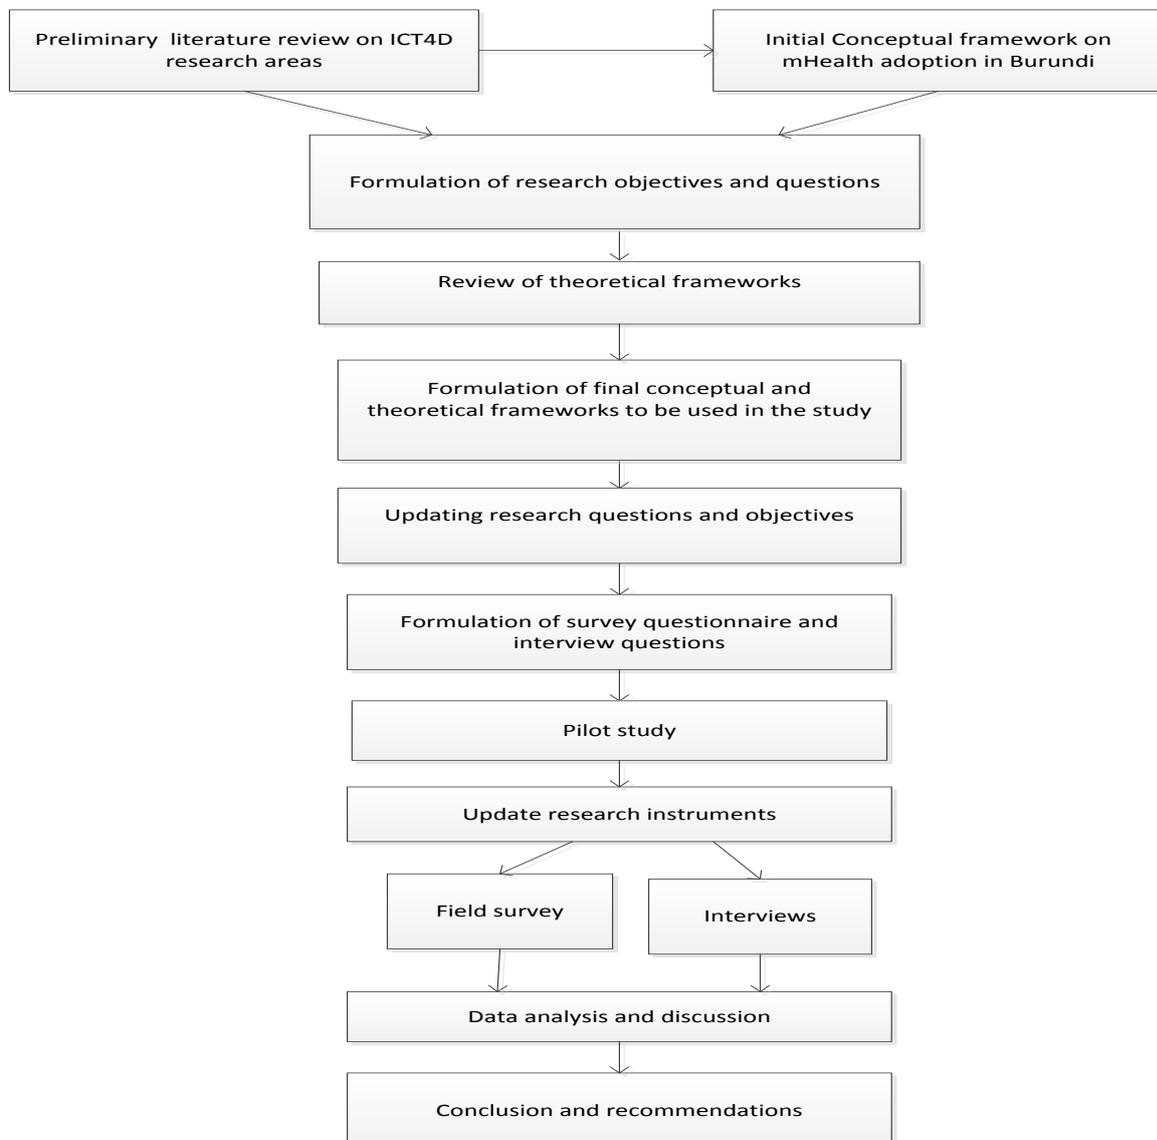 Preliminary literature review on ICT4D
research areas
Initial Conceptual framework on
mHealth adoption in Burundi
Formulation of research objectives and questions
Review of theoretical frameworks
Formulation of final conceptual and
theoretical frameworks to be used in the study
Updating research questions and objectives
Formulation of survey questionnaire and
interview questions
Pilot study
Update research instruments
Field survey
Interviews
Data analysis and discussion
Conclusion and recommendations